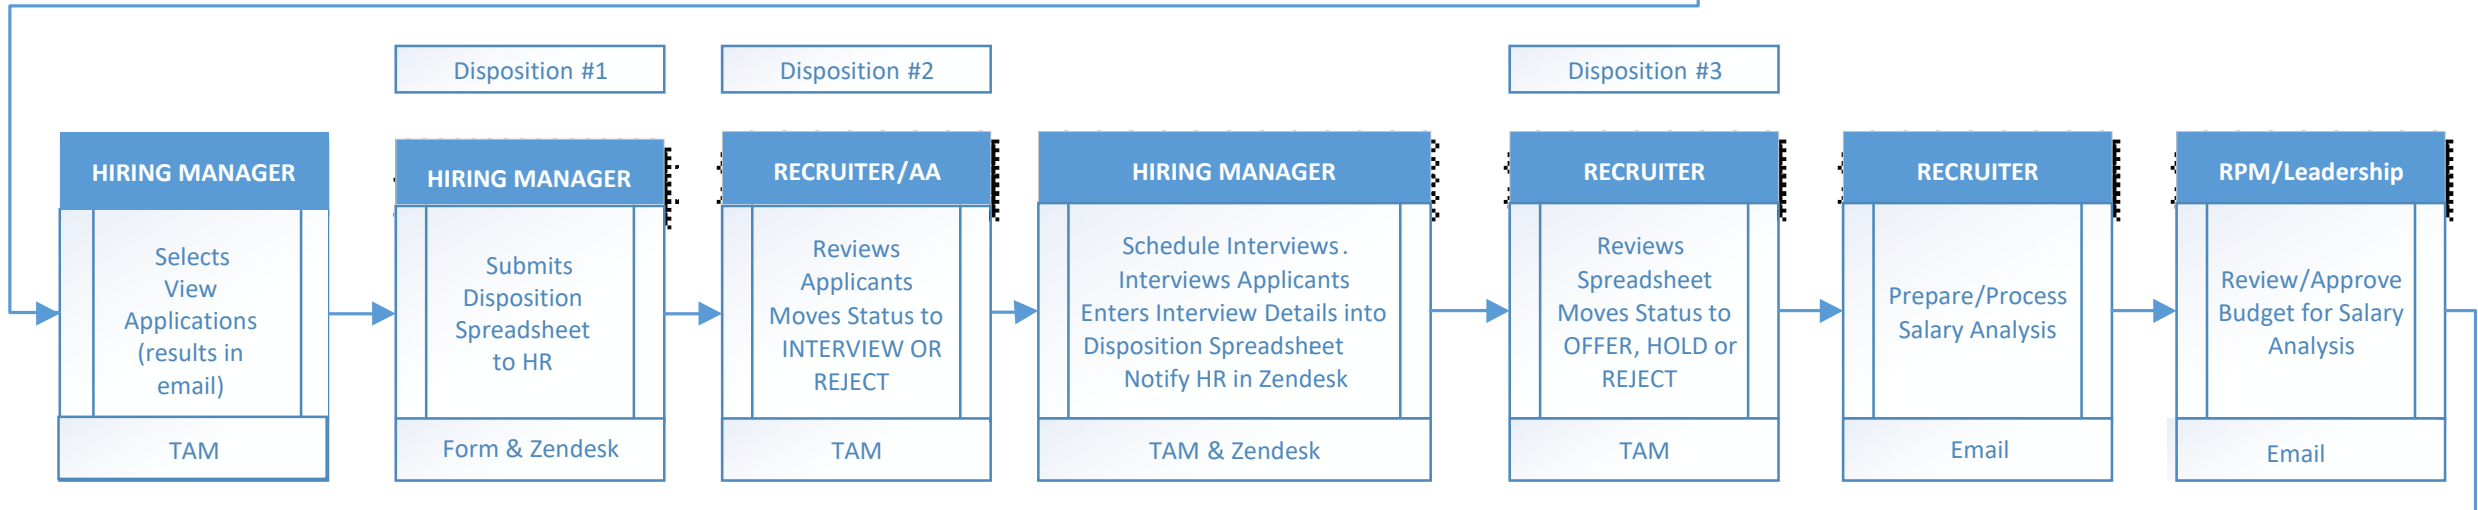 Disposition #1
Disposition #2
Disposition #3
HIRING MANAGER
Selects
View
Applications
(results in
email)
TAM
HIRING MANAGER
Submits
Disposition
Spreadsheet
to HR
Form & Zendesk
RECRUITER/AA
Reviews
Applicants
Moves Status to
INTERVIEW OR
REJECT
TAM
HIRING MANAGER
Schedule Interviews.
Interviews Applicants
Enters Interview Details into
Disposition Spreadsheet
Notify HR in Zendesk
TAM & Zendesk
RECRUITER
Reviews
Spreadsheet
Moves Status to
OFFER, HOLD or
REJECT
TAM
RECRUITER
Prepare/Process
Salary Analysis
Email
RPM/Leadership
Review/Approve
Budget for Salary
Analysis
Email